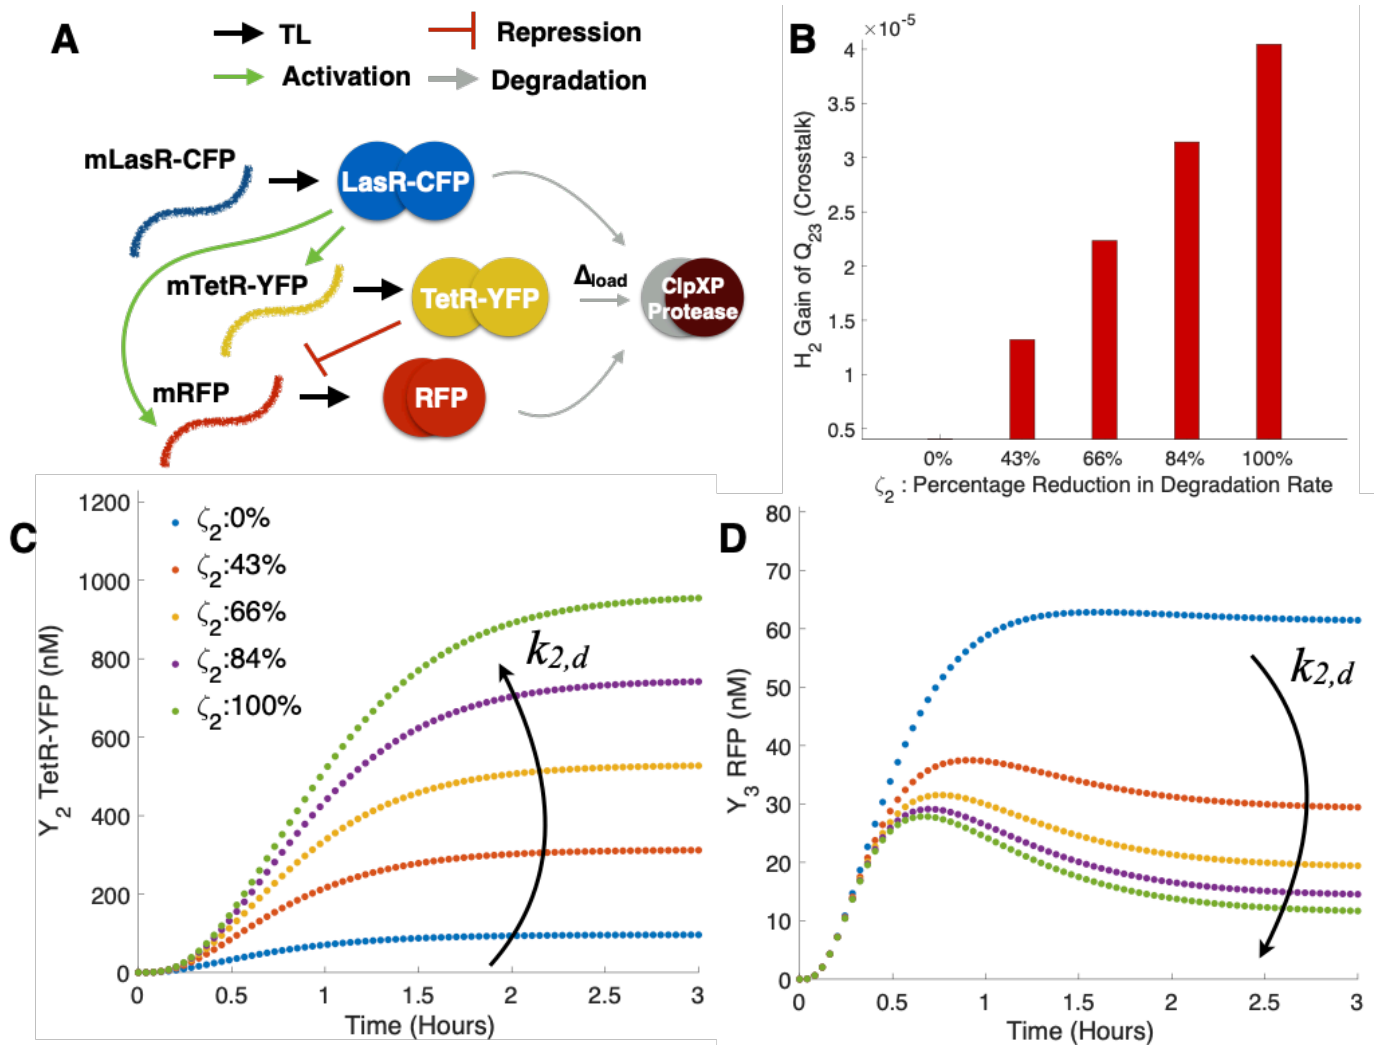 A
TL
Repression
Activation
Degradation
mLasR-CFP
LasR-CFP
mTetR-YFP
TetR-YFP
Δload
ClpXP
Protease
mRFP
RFP
B
×10-5
4
3.5
3
2.5
2
1.5
1
0.5
H2 Gain of Q23 (Crosstalk)
0% 43% 66% 84% 100%
ζ2 : Percentage Reduction in Degradation Rate
C
1200
1000
800
600
400
200
0
Y2 TetR-YFP (nM)
ζ2:0%
ζ2:43%
ζ2:66%
ζ2:84%
ζ2:100%
k2,d
0 0.5 1 1.5 2 2.5 3
Time (Hours)
D
80
70
60
50
40
30
20
10
0
Y3 RFP (nM)
k2,d
0 0.5 1 1.5 2 2.5 3
Time (Hours)